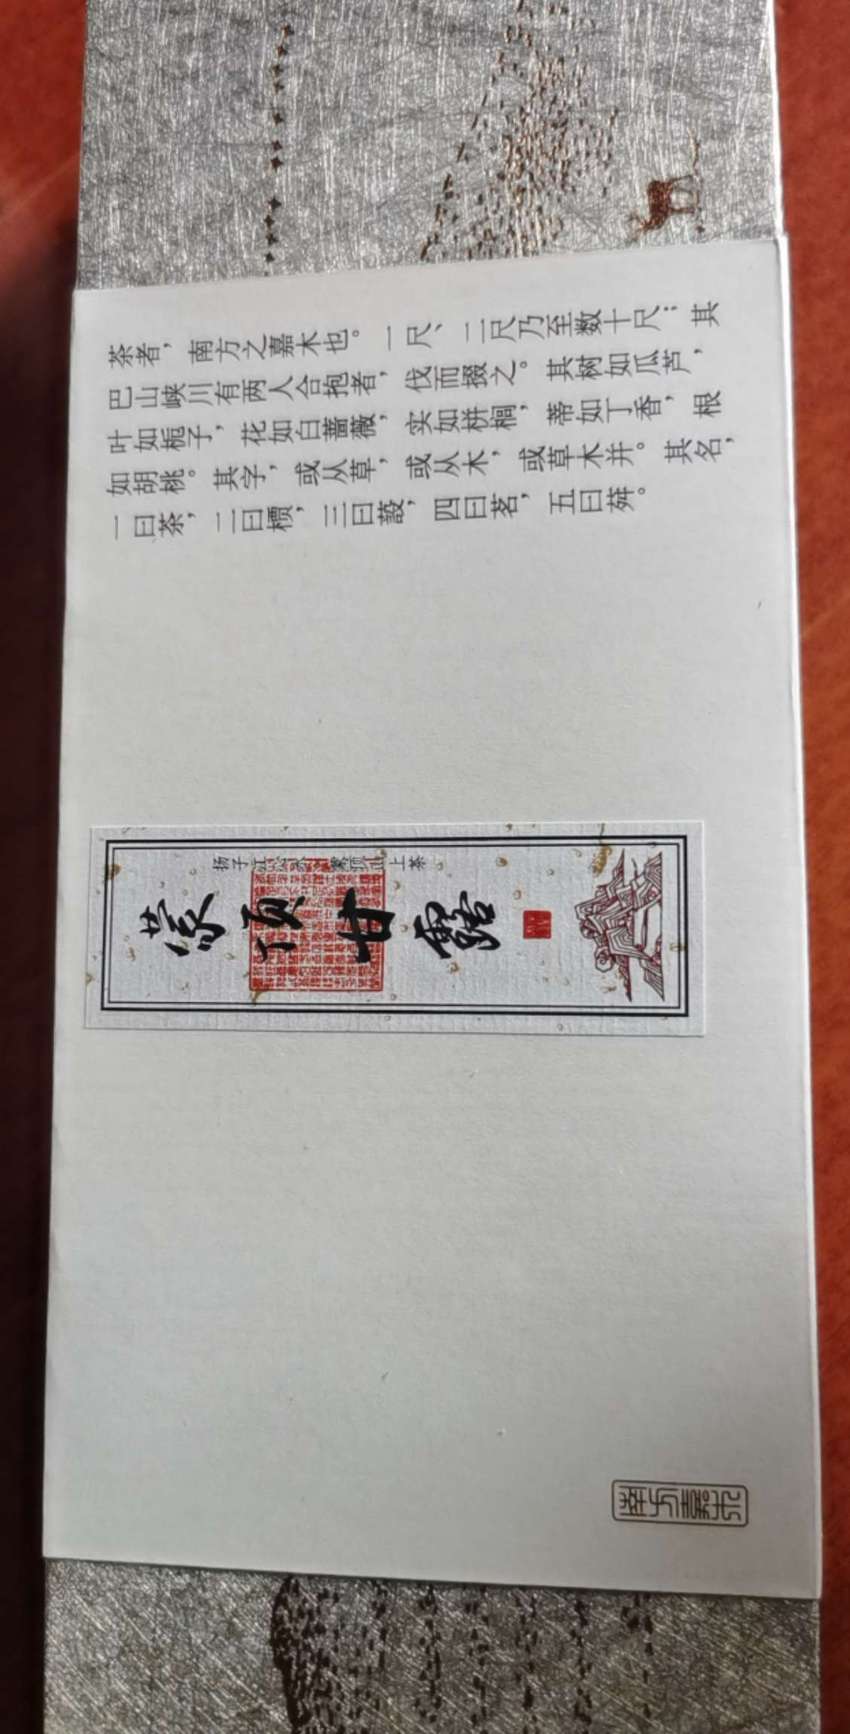 茶者，南方之嘉木也。一尺、二尺乃至数十尺；其
巴山峡川有两人合抱者，伐而掇之。其树如瓜芦，
叶如栀子，花如白蔷薇，实如栟榈，蒂如丁香，根
如胡桃。其字，或从草，或从木，或草木并。其名，
一曰茶，二曰槚，三曰蔎，四曰茗，五曰荈。
扬子江心水 蒙顶山上茶
蒙顶甘露